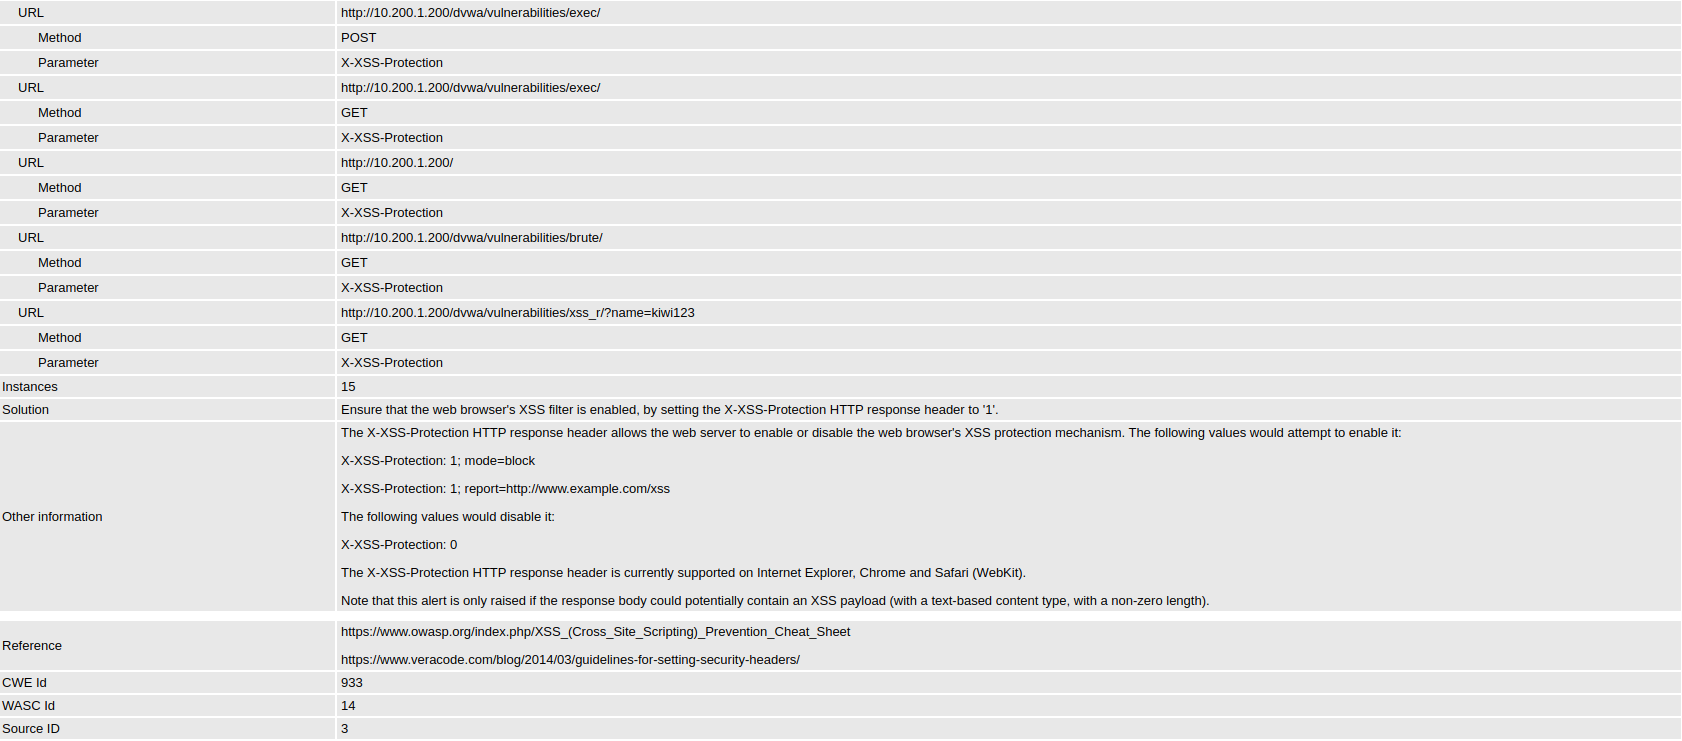 URL http://10.200.1.200/dvwa/vulnerabilities/exec/
Method POST
Parameter X-XSS-Protection
URL http://10.200.1.200/dvwa/vulnerabilities/exec/
Method GET
Parameter X-XSS-Protection
URL http://10.200.1.200/
Method GET
Parameter X-XSS-Protection
URL http://10.200.1.200/dvwa/vulnerabilities/brute/
Method GET
Parameter X-XSS-Protection
URL http://10.200.1.200/dvwa/vulnerabilities/xss_r/?name=kiwi123
Method GET
Parameter X-XSS-Protection
Instances 15
Solution Ensure that the web browser's XSS filter is enabled, by setting the X-XSS-Protection HTTP response header to '1'.
The X-XSS-Protection HTTP response header allows the web server to enable or disable the web browser's XSS protection mechanism. The following values would attempt to enable it:
X-XSS-Protection: 1; mode=block
X-XSS-Protection: 1; report=http://www.example.com/xss
Other information The following values would disable it:
X-XSS-Protection: 0
The X-XSS-Protection HTTP response header is currently supported on Internet Explorer, Chrome and Safari (WebKit).
Note that this alert is only raised if the response body could potentially contain an XSS payload (with a text-based content type, with a non-zero length).
Reference
https://www.owasp.org/index.php/XSS_(Cross_Site_Scripting)_Prevention_Cheat_Sheet
https://www.veracode.com/blog/2014/03/guidelines-for-setting-security-headers/
CWE Id 933
WASC Id 14
Source ID 3